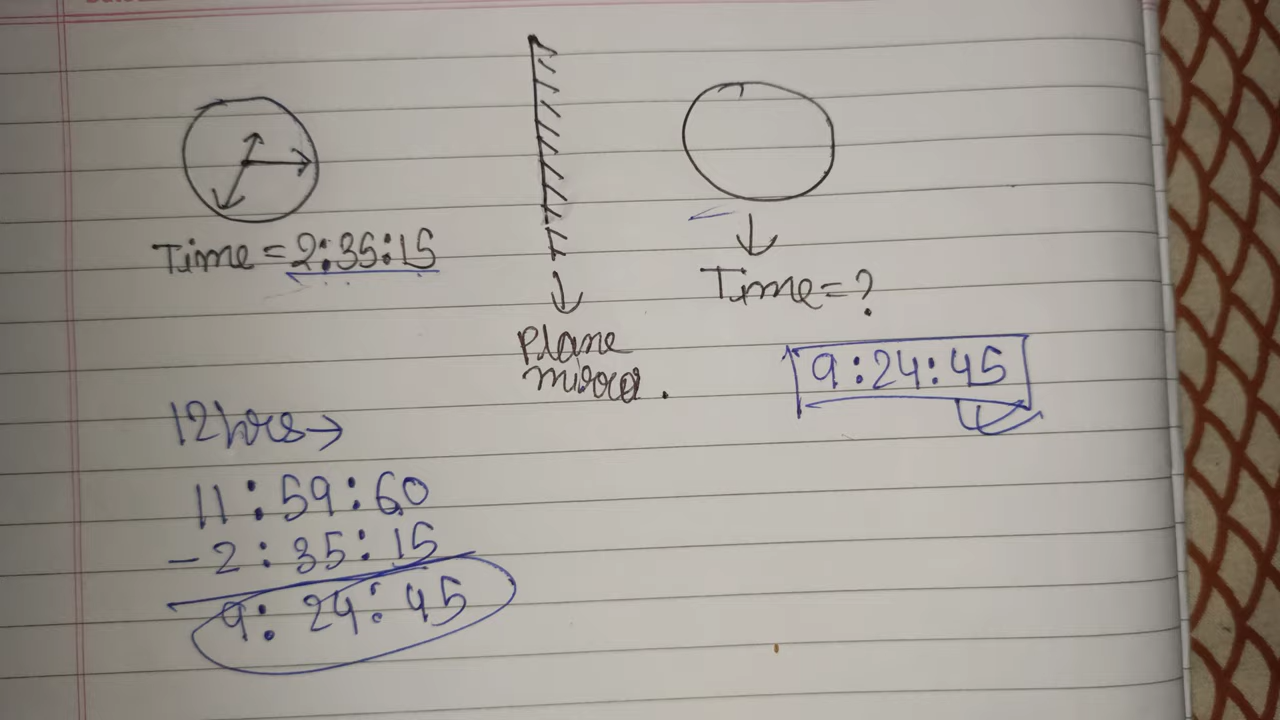 Time = 2:35:15
Plane
mirror.
Time = ?
9:24:45
12hrs →
11:59:60
- 2:35:15
9:24:45